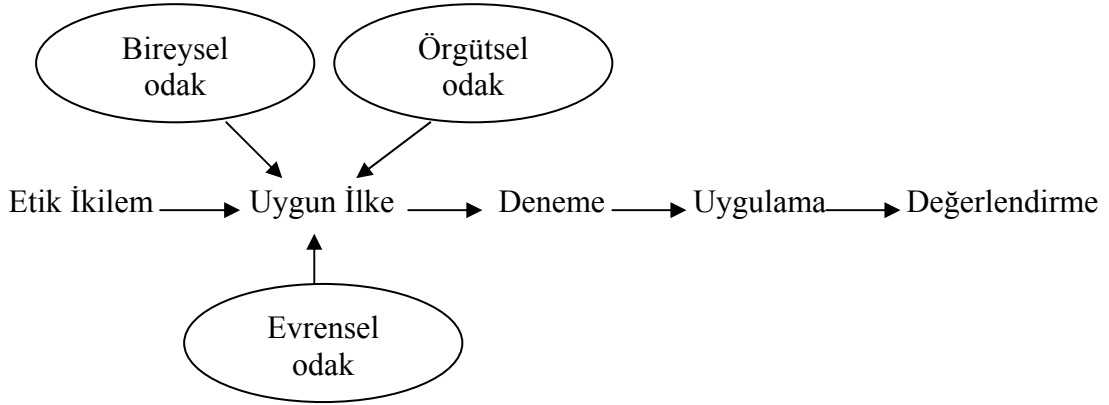 Bireysel
odak
Örgütsel
odak
Etik İkilem
Uygun İlke
Deneme
Uygulama
Değerlendirme
Evrensel
odak